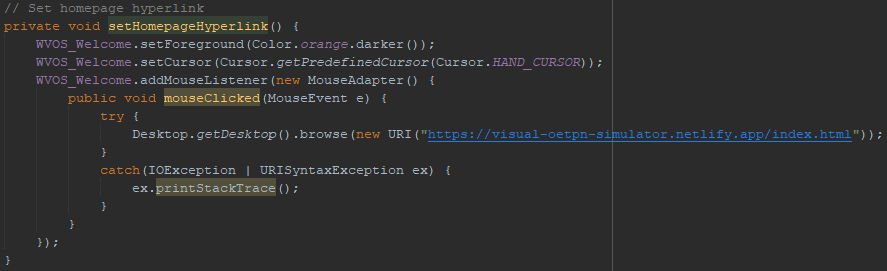 // Set homepage hyperlink
private void setHomepageHyperlink() {
    WVOS_Welcome.setForeground(Color.orange.darker());
    WVOS_Welcome.setCursor(Cursor.getPredefinedCursor(Cursor.HAND_CURSOR));
    WVOS_Welcome.addMouseListener(new MouseAdapter() {
        public void mouseClicked(MouseEvent e) {
            try {
                Desktop.getDesktop().browse(new URI("https://visual-oetpn-simulator.netlify.app/index.html"));
            }
            catch(IOException | URISyntaxException ex) {
                ex.printStackTrace();
            }
        }
    });
}